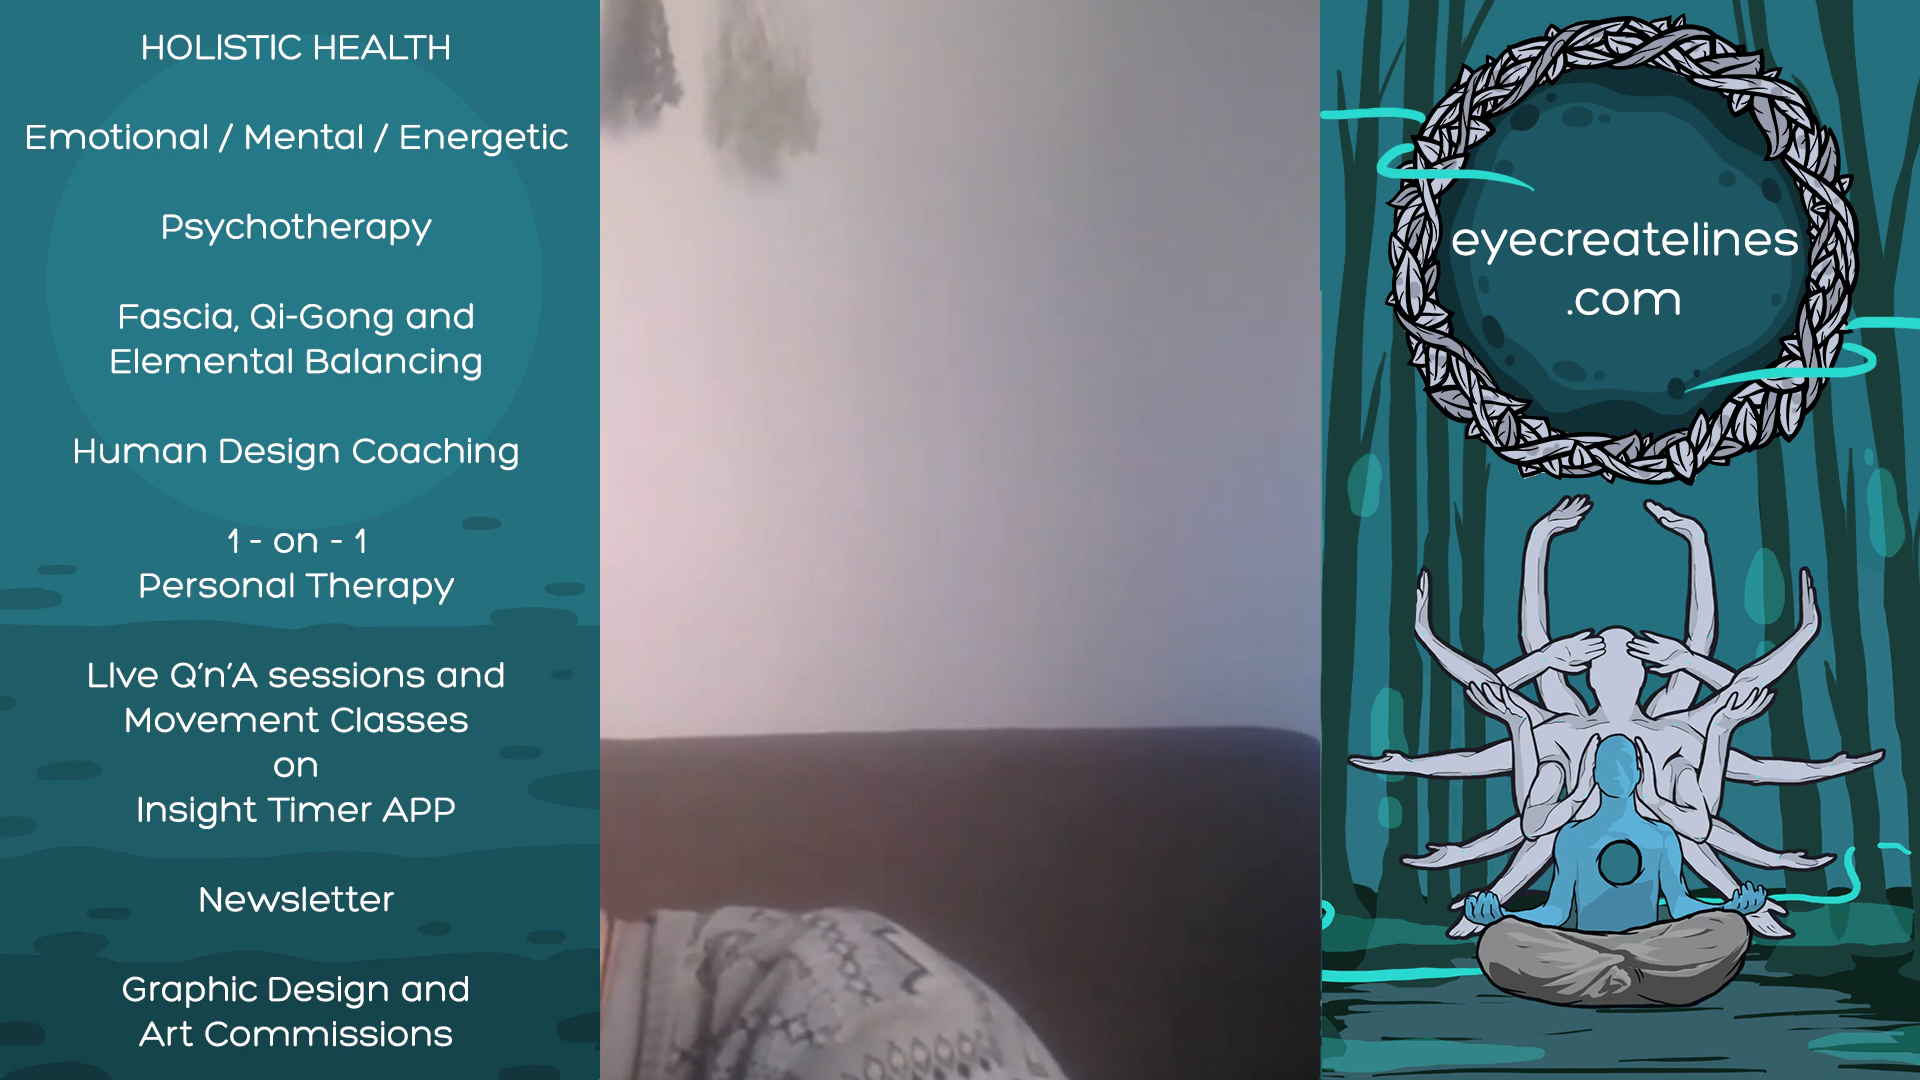 HOLISTIC HEALTH
Emotional / Mental / Energetic
Psychotherapy
Fascia, Qi-Gong and
Elemental Balancing
Human Design Coaching
1 - on - 1
Personal Therapy
LIve Q'n'A sessions and
Movement Classes
on
Insight Timer APP
Newsletter
Graphic Design and
Art Commissions
eyecreatelines
.com